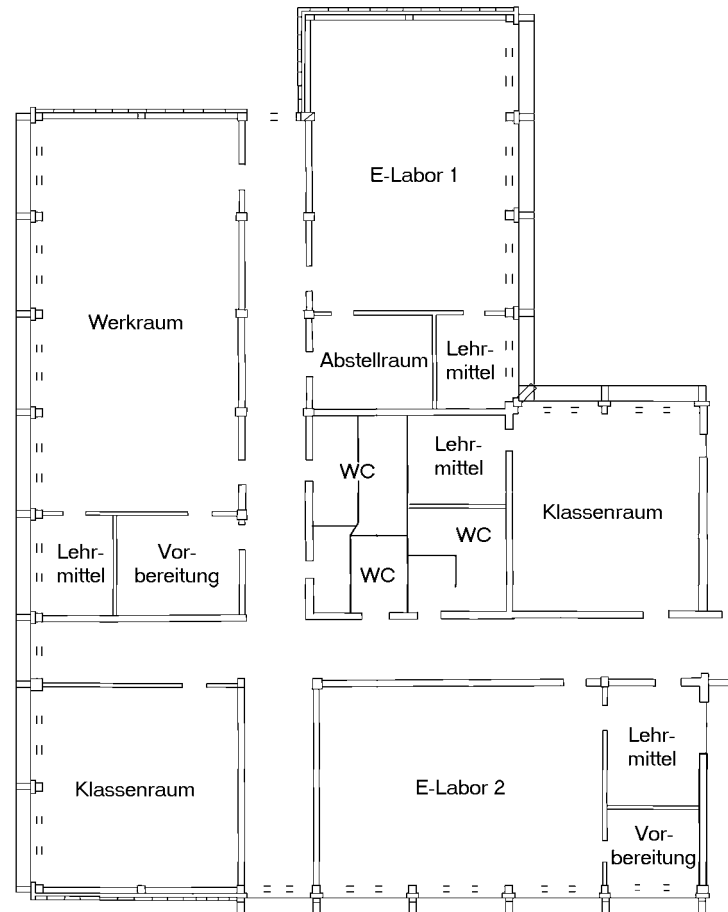 E-Labor 1
Werkraum
Abstellraum
Lehr-
mittel
WC
Lehr-
mittel
Klassenraum
WC
WC
Lehr-
mittel
Vor-
bereitung
Klassenraum
E-Labor 2
Lehr-
mittel
Vor-
bereitung